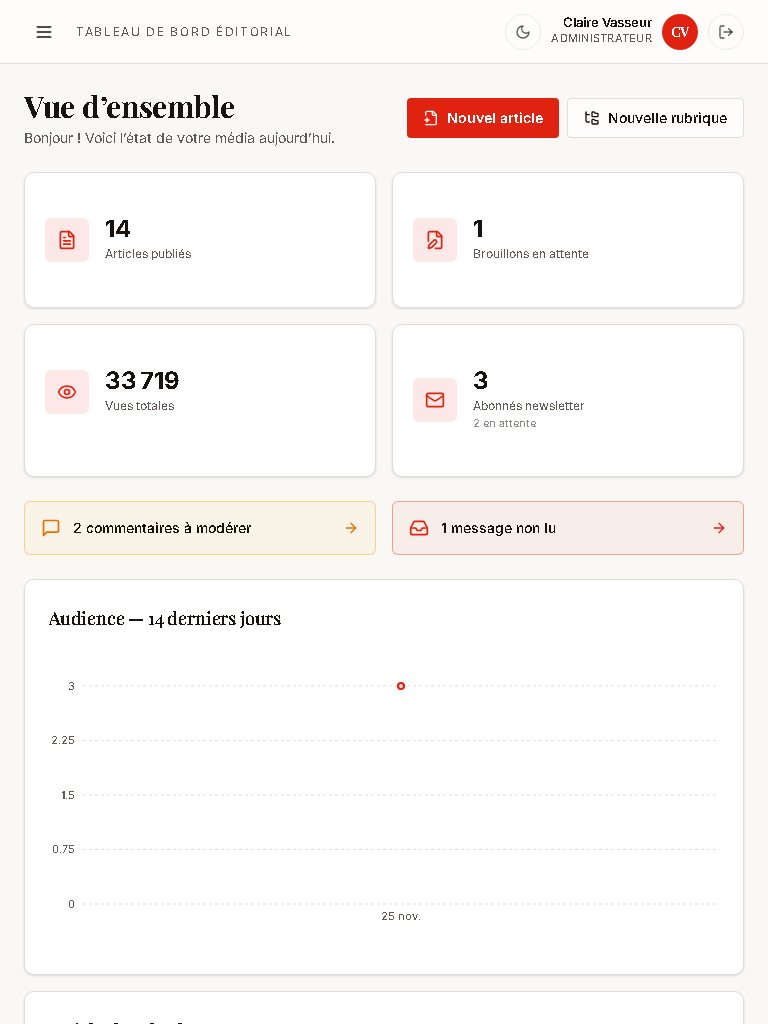 TABLEAU DE BORD ÉDITORIAL
Claire Vasseur
ADMINISTRATEUR
CV
Vue d’ensemble
Bonjour ! Voici l’état de votre média aujourd’hui.
Nouvel article
Nouvelle rubrique
14
Articles publiés
1
Brouillons en attente
33 719
Vues totales
3
Abonnés newsletter
2 en attente
2 commentaires à modérer
1 message non lu
Audience — 14 derniers jours
3
2.25
1.5
0.75
0
25 nov.